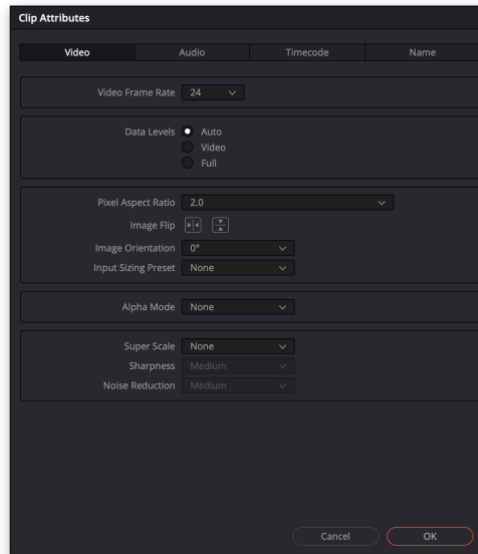 Clip Attributes
Video Audio Timecode Name
Video Frame Rate 24
Data Levels Auto
Video
Full
Pixel Aspect Ratio 2.0
Image Flip
Image Orientation 0°
Input Sizing Preset None
Alpha Mode None
Super Scale None
Sharpness Medium
Noise Reduction Medium
Cancel OK